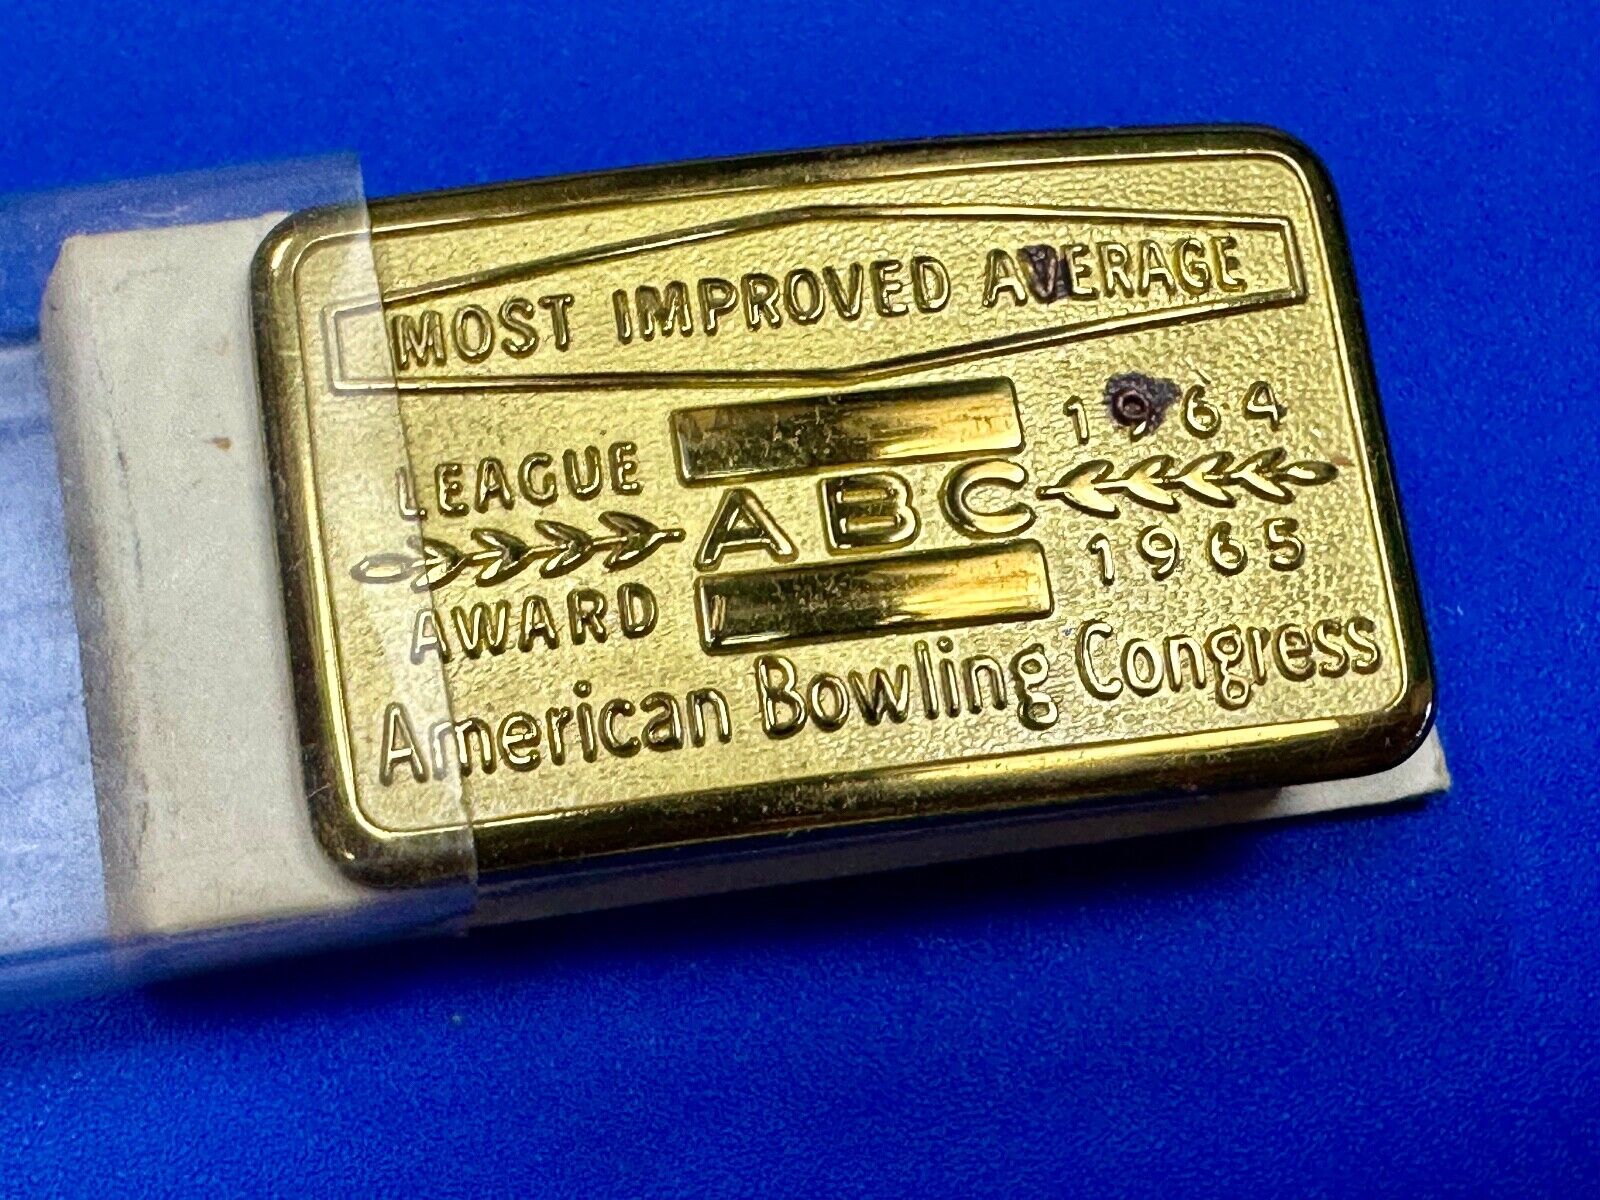 MOST IMPROVED AVERAGE
LEAGUE
AWARD
ABC
1964
1965
American Bowling Congress